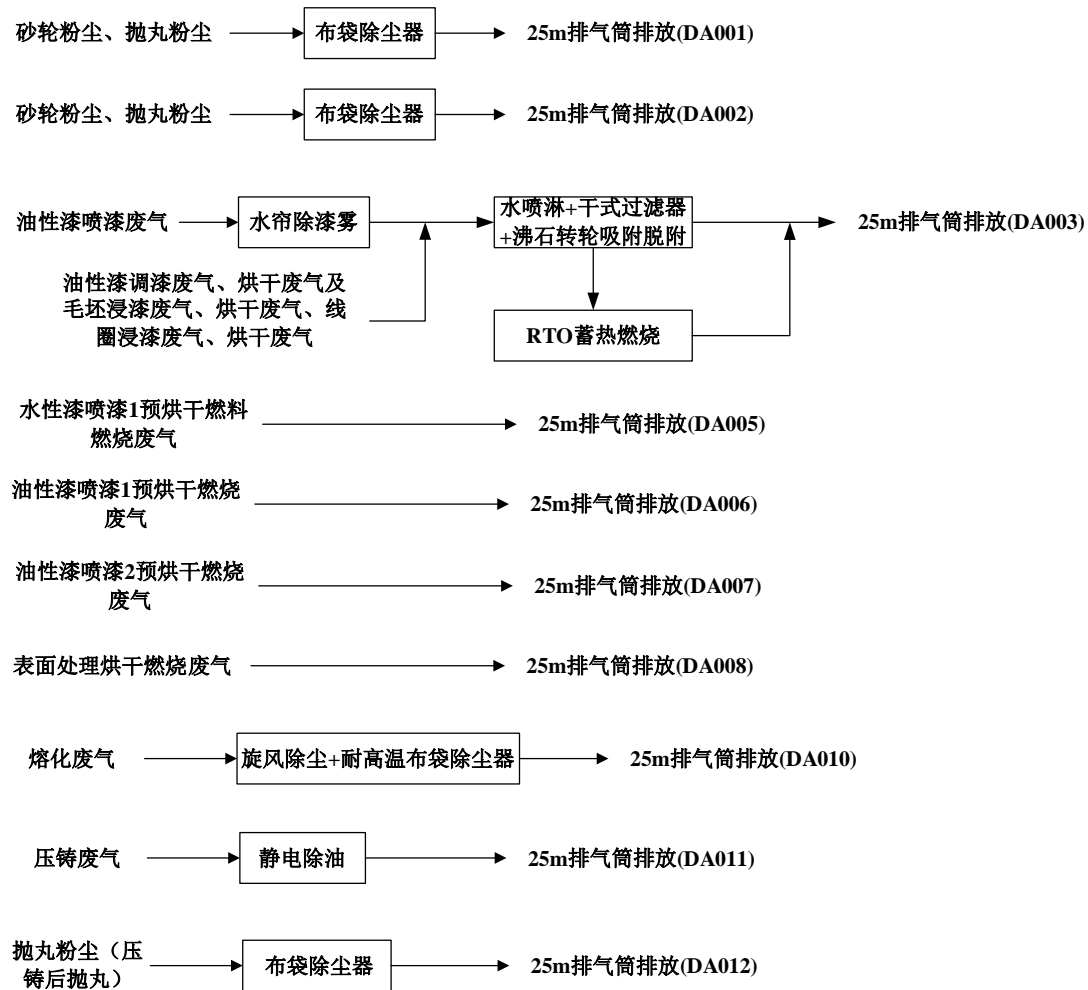 砂轮粉尘、抛丸粉尘
布袋除尘器
25m排气筒排放(DA001)
砂轮粉尘、抛丸粉尘
布袋除尘器
25m排气筒排放(DA002)
油性漆喷漆废气
水帘除漆雾
水喷淋+干式过滤器
+沸石转轮吸附脱附
25m排气筒排放(DA003)
油性漆调漆废气、烘干废气及
毛坯浸漆废气、烘干废气、线
圈浸漆废气、烘干废气
RTO蓄热燃烧
水性漆喷漆1预烘干燃料
燃烧废气
25m排气筒排放(DA005)
油性漆喷漆1预烘干燃烧
废气
25m排气筒排放(DA006)
油性漆喷漆2预烘干燃烧
废气
25m排气筒排放(DA007)
表面处理烘干燃烧废气
25m排气筒排放(DA008)
熔化废气
旋风除尘+耐高温布袋除尘器
25m排气筒排放(DA010)
压铸废气
静电除油
25m排气筒排放(DA011)
抛丸粉尘（压
铸后抛丸）
布袋除尘器
25m排气筒排放(DA012)